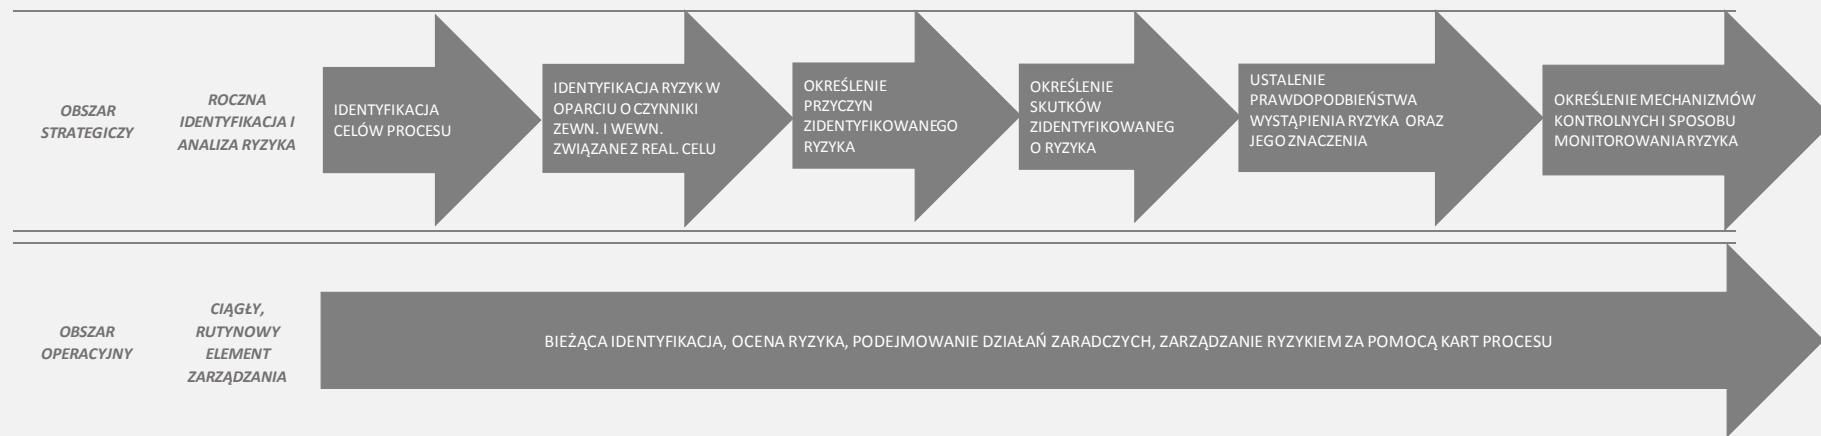 OBSZAR
STRATEGICZY
ROCZNA
IDENTYFIKACJA I
ANALIZA RYZYKA
IDENTYFIKACJA
CELÓW PROCESU
IDENTYFIKACJA RYZYK W
OPARCIU O CZYNNIKI
ZEWN. I WEWN.
ZWIĄZANE Z REAL. CELU
OKREŚLENIE
PRZYCZYN
ZIDENTYFIKOWANEGO
RYZYKA
OKREŚLENIE
SKUTKÓW
ZIDENTYFIKOWANEG
O RYZYKA
USTALENIE
PRAWDOPODBIEŃSTWA
WYSTĄPIENIA RYZYKA ORAZ
JEGO ZNACZENIA
OKREŚLENIE MECHANIZMÓW
KONTROLNYCH I SPOSOBU
MONITOROWANIA RYZYKA
OBSZAR
OPERACYJNY
CIĄGŁY,
RUTYNOWY
ELEMENT
ZARZĄDZANIA
BIEŻĄCA IDENTYFIKACJA, OCENA RYZYKA, PODEJMOWANIE DZIAŁAŃ ZARADCZYCH, ZARZĄDZANIE RYZYKIEM ZA POMOCĄ KART PROCESU